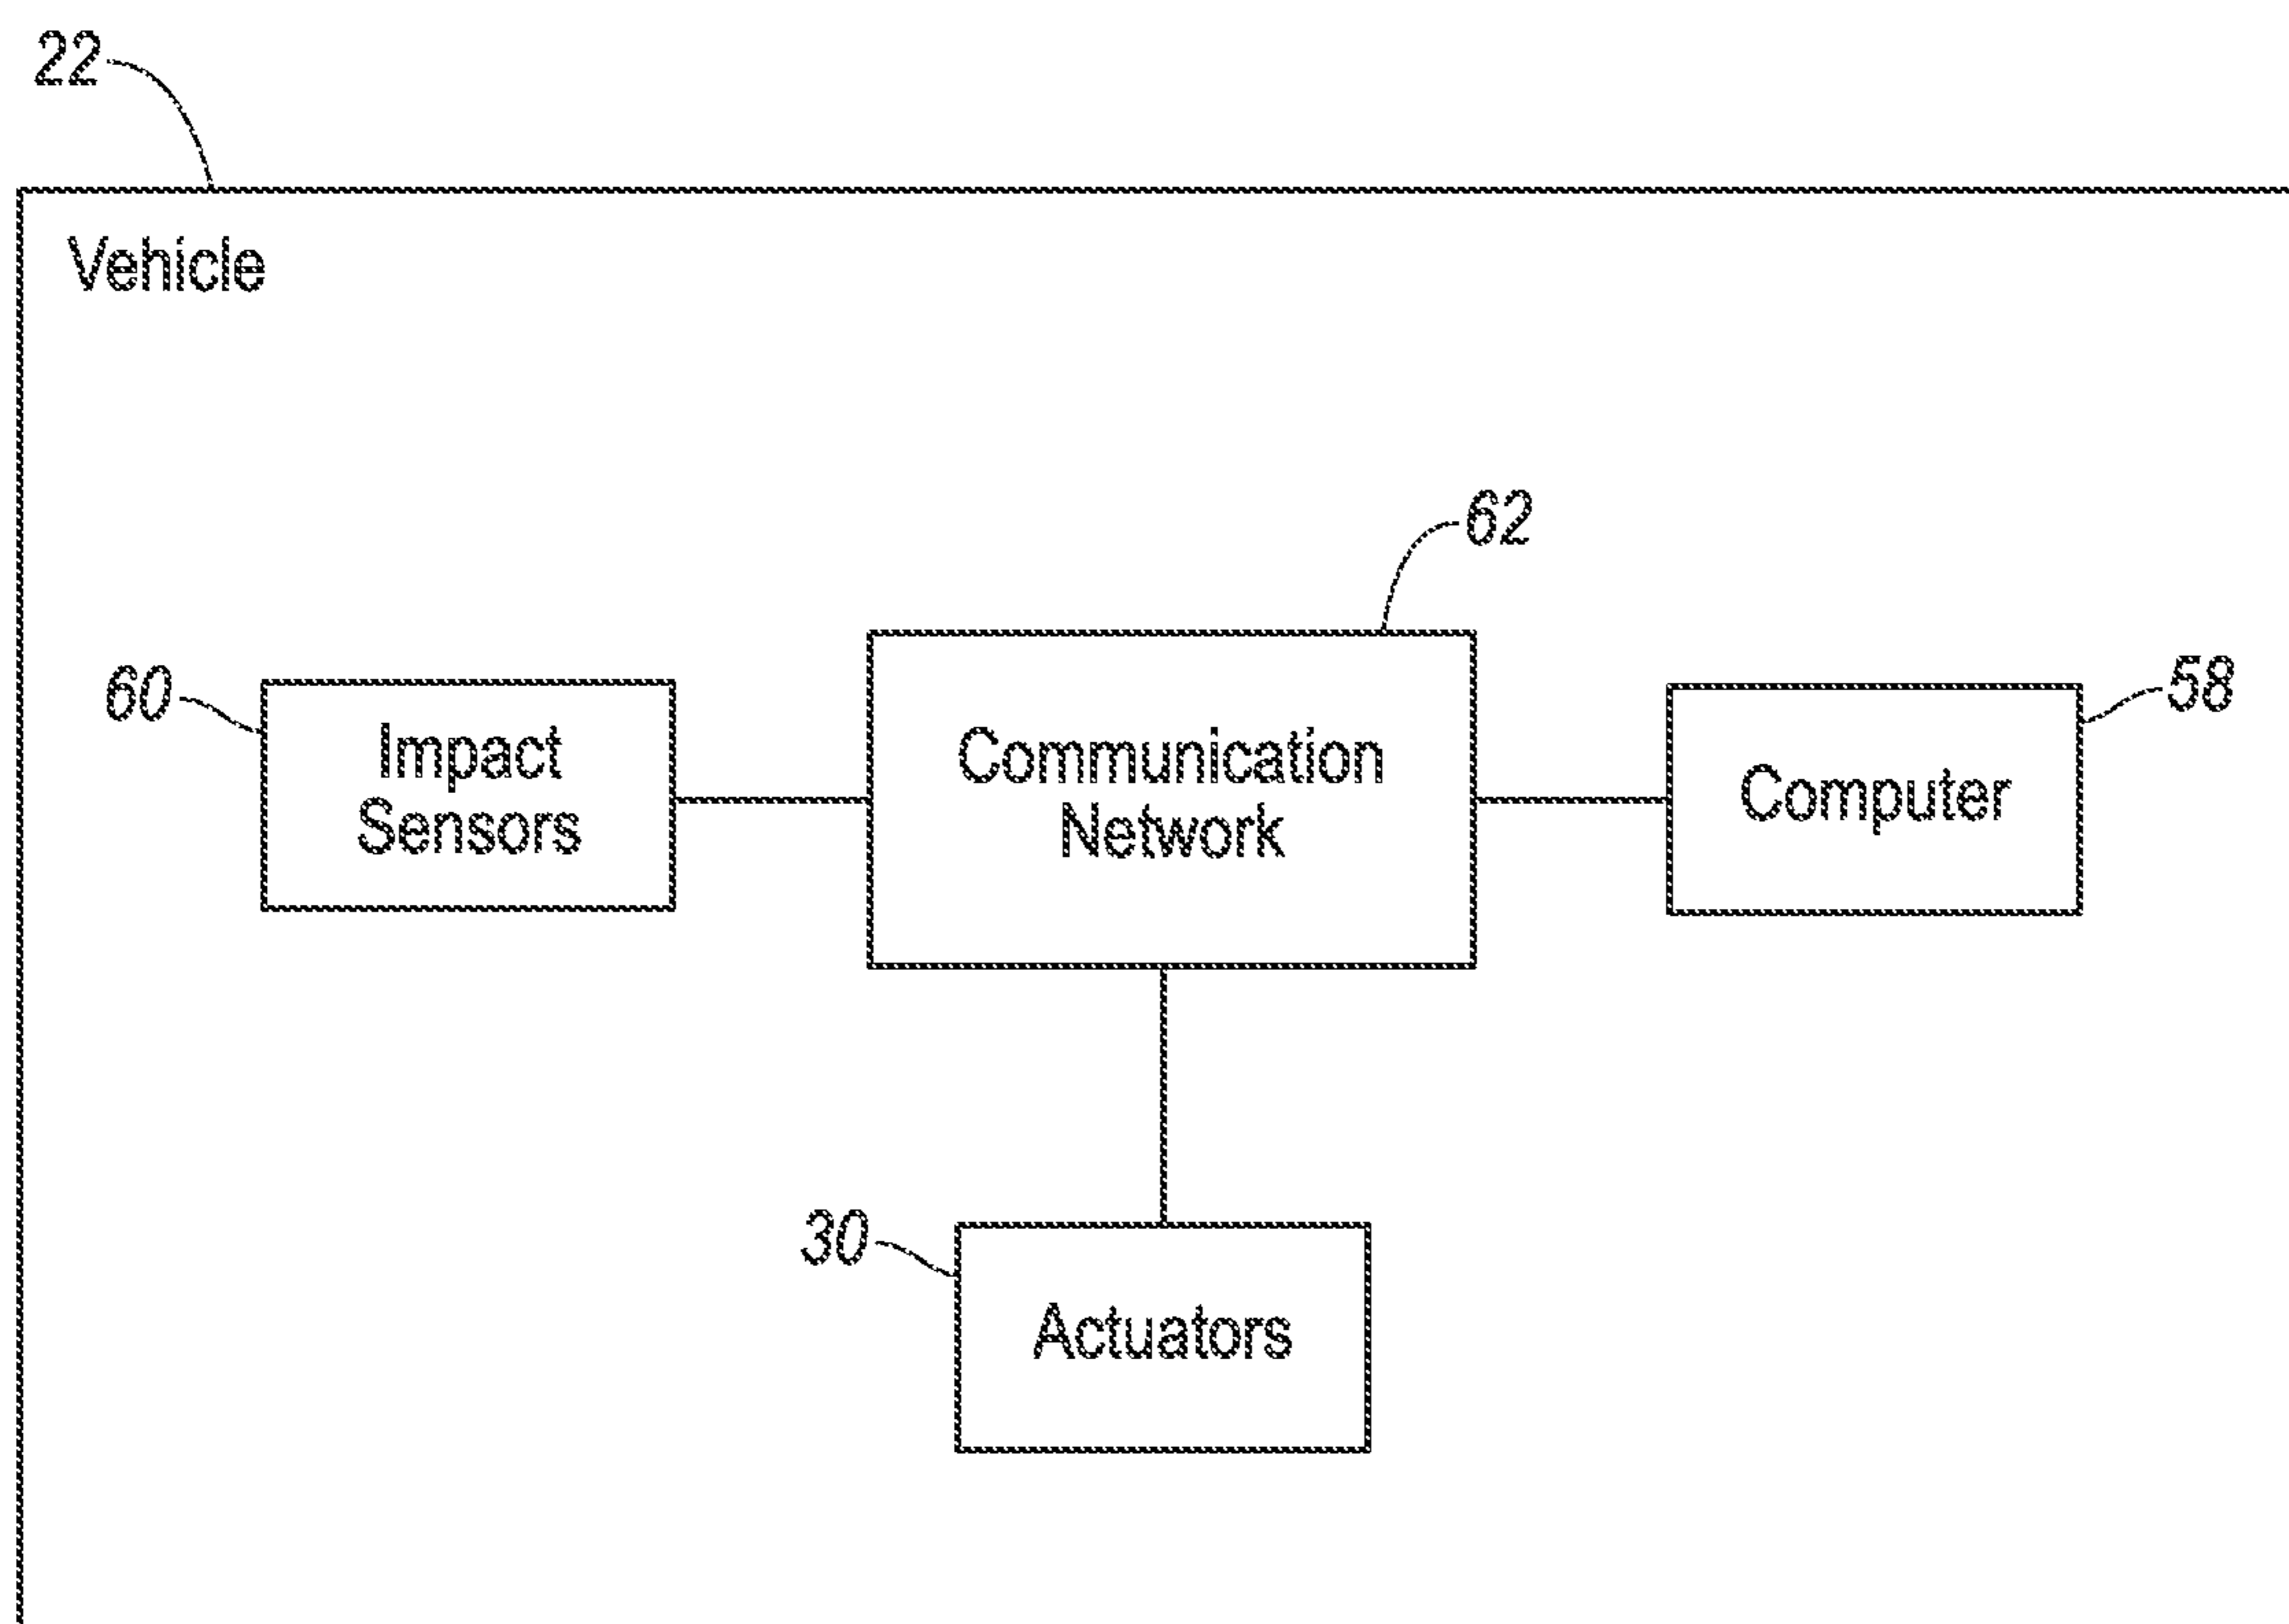 22
Vehicle
62
60
58
Impact
Sensors
Communication
Network
Computer
30
Actuators